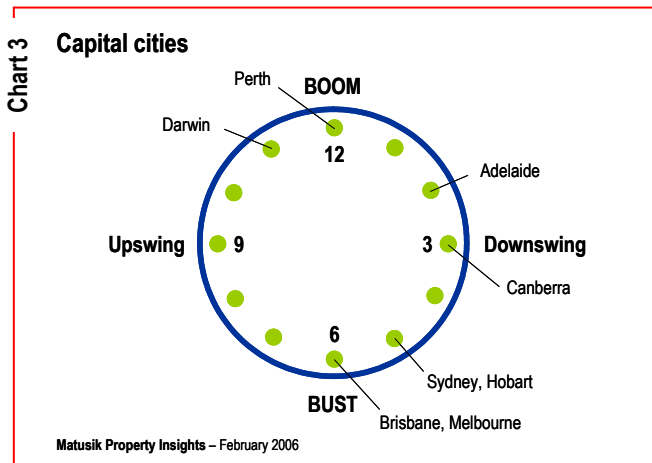 Chart 3
Capital cities
Perth
BOOM
Darwin
12
Adelaide
Upswing
9
3
Downswing
Canberra
6
Sydney, Hobart
BUST
Brisbane, Melbourne
Matusik Property Insights – February 2006